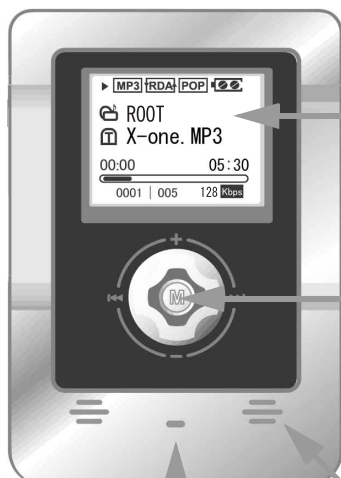 MP3 RDA POP
ROOT
T X-one.MP3
00:00 05:30
0001 | 005 128 Kbps
+
M
−